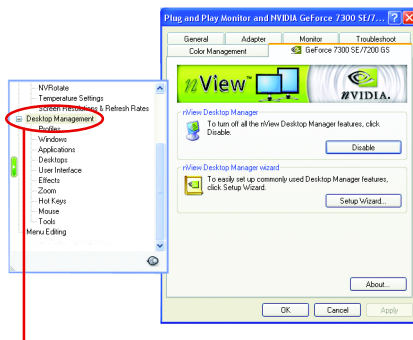 Plug and Play Monitor and NVIDIA GeForce 7300 SE/7...
General
Adapter
Monitor
Troubleshoot
Color Management
GeForce 7300 SE/7200 GS
nView
NVIDIA.
nView Desktop Manager
To turn off all the nView Desktop Manager features, click
Disable.
Disable
nView Desktop Manager wizard
To easily set up commonly used Desktop Manager features,
click Setup Wizard.
Setup Wizard...
About...
OK
Cancel
Apply
NVRotate
Temperature Settings
Screen Resolutions & Refresh Rates
Desktop Management
Profiles
Windows
Applications
Desktops
User Interface
Effects
Zoom
Hot Keys
Mouse
Tools
Menu Editing